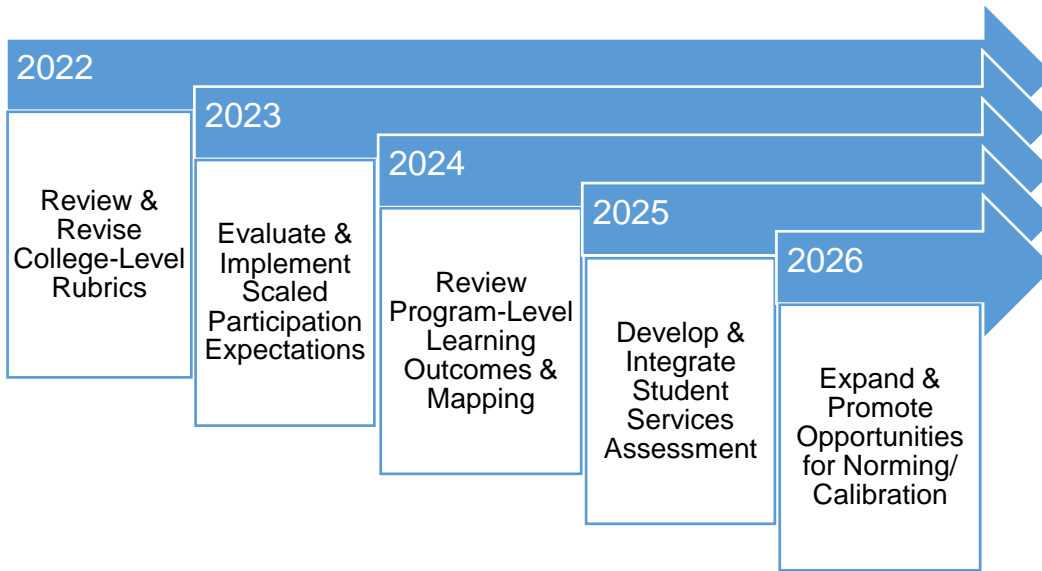 2022
Review &
Revise
College-Level
Rubrics
2023
Evaluate &
Implement
Scaled
Participation
Expectations
2024
Review
Program-Level
Learning
Outcomes &
Mapping
2025
Develop &
Integrate
Student
Services
Assessment
2026
Expand &
Promote
Opportunities
for Norming/
Calibration